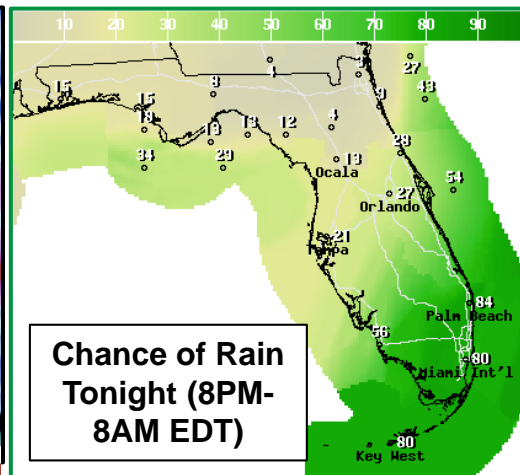 10 20 30 40 50 60 70 80 90
4 3 27
15 8 43
15 9
18 4
13 13 12
28
34 29 13
Ocala
54
27
Orlando
21
Tampa
84
Palm Beach
56
80
Miami Int'l
Chance of Rain
Tonight (8PM-
8AM EDT)
80
Key West